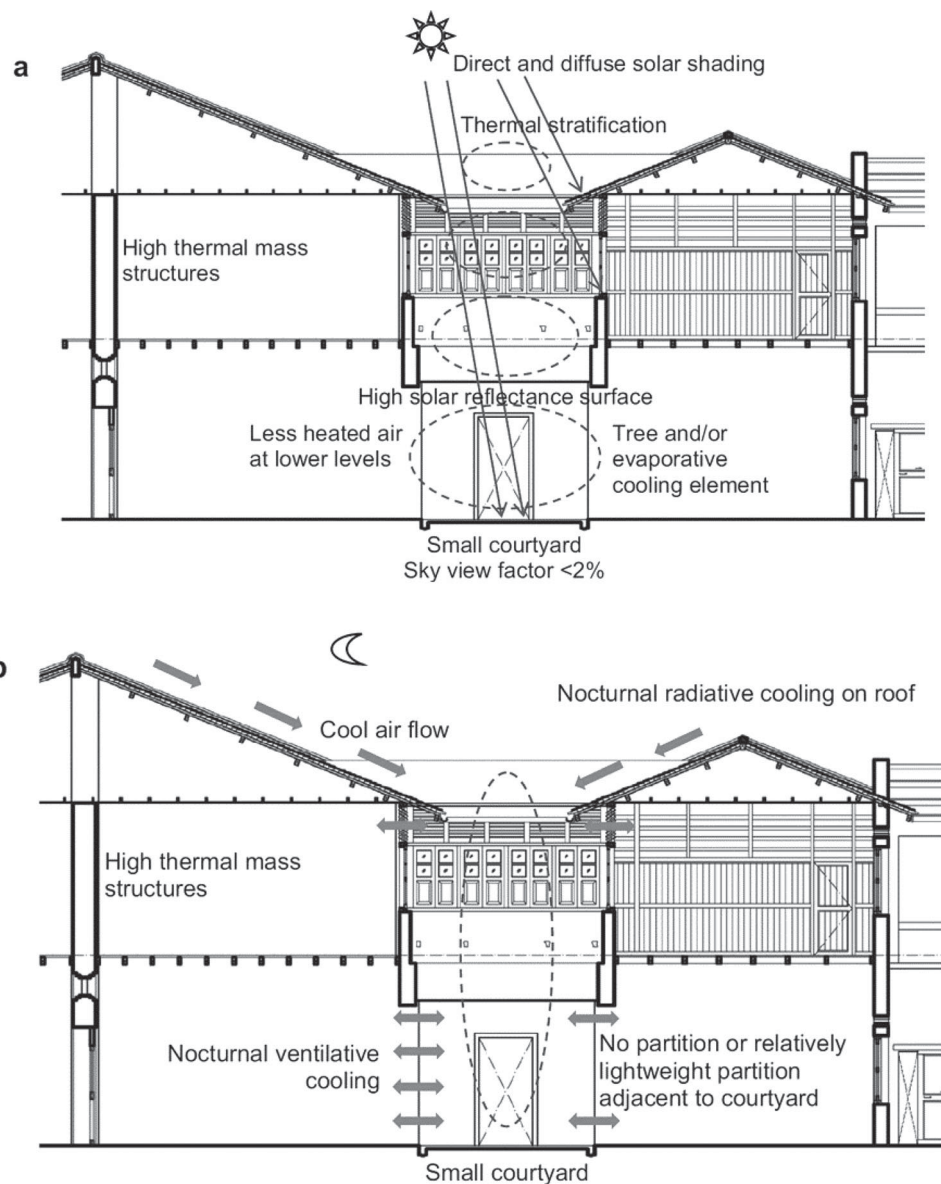 a
Direct and diffuse solar shading
Thermal stratification
High thermal mass
structures
High solar reflectance surface
Less heated air
at lower levels
Tree and/or
evaporative
cooling element
Small courtyard
Sky view factor <2%
b
Nocturnal radiative cooling on roof
Cool air flow
High thermal mass
structures
Nocturnal ventilative
cooling
No partition or relatively
lightweight partition
adjacent to courtyard
Small courtyard